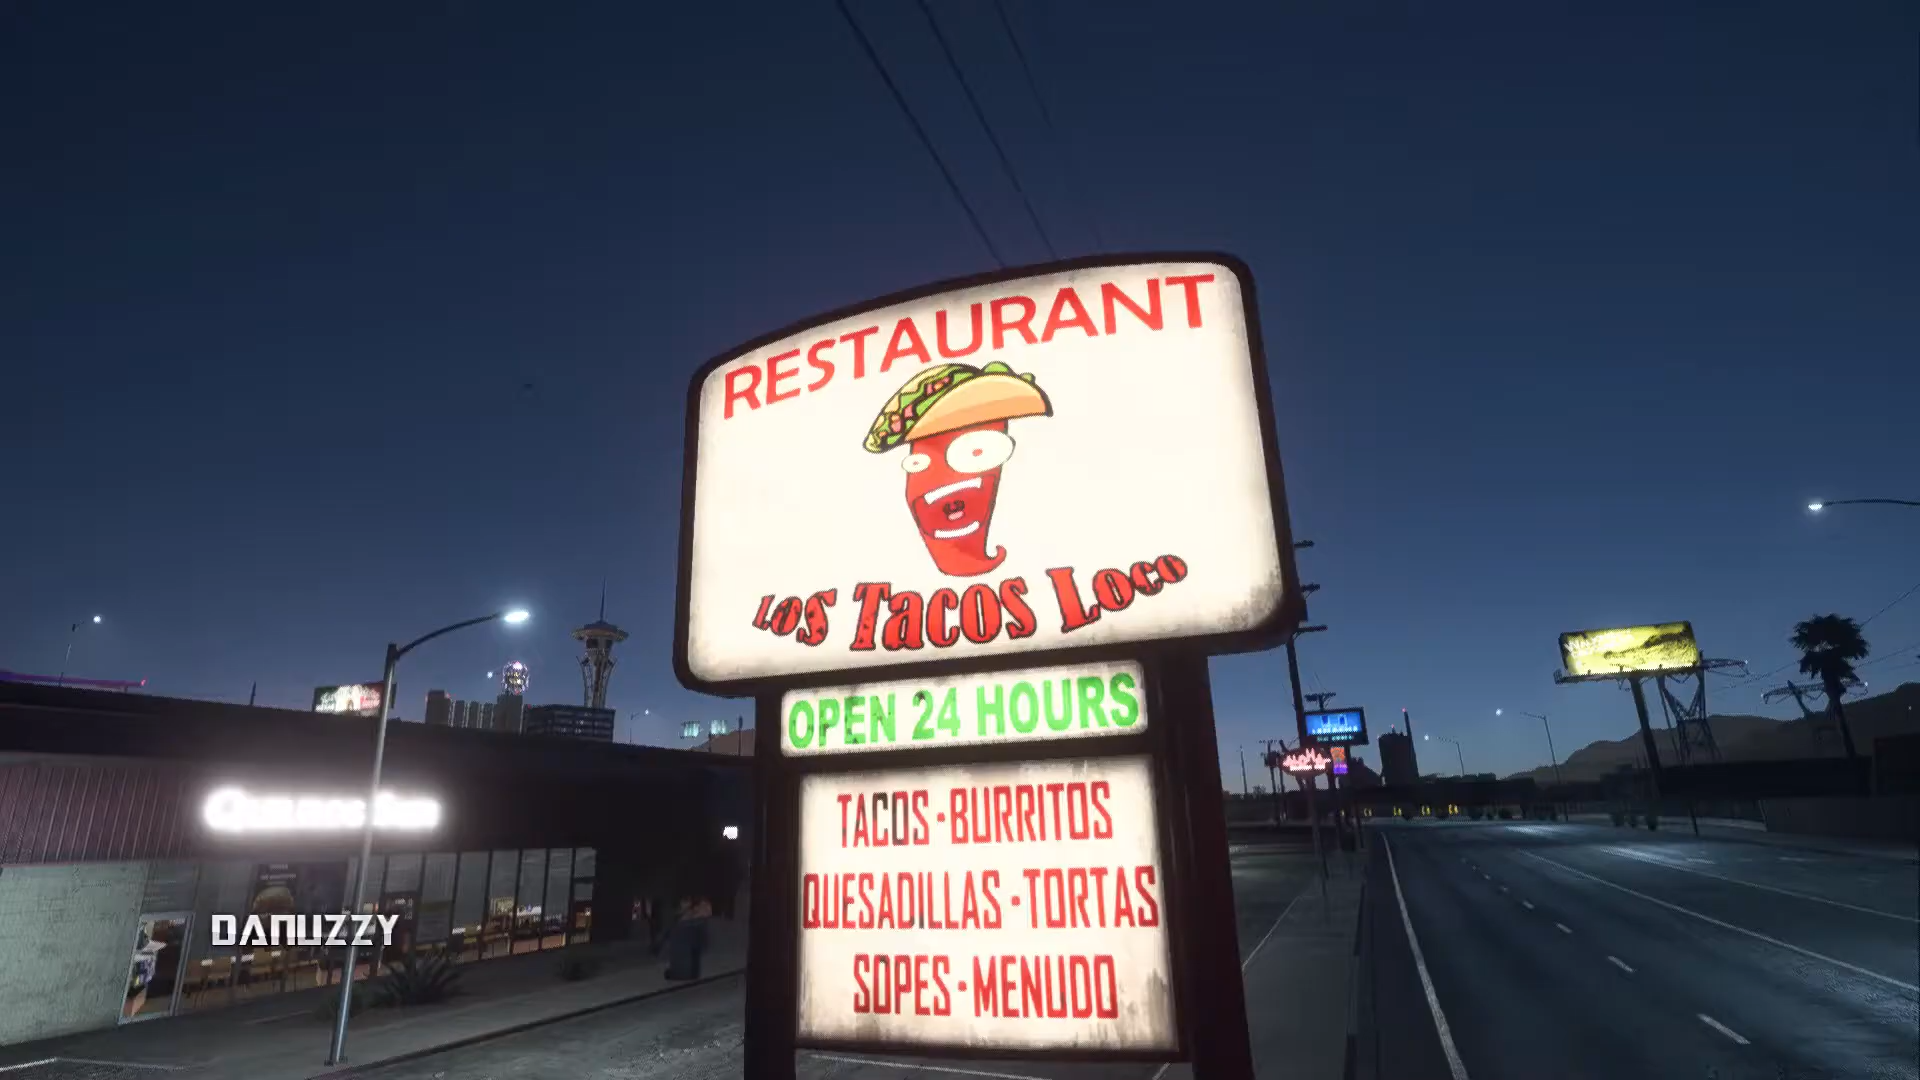 RESTAURANT
Los Tacos Loco
OPEN 24 HOURS
TACOS·BURRITOS
QUESADILLAS·TORTAS
SOPES·MENUDO
DANUZZY